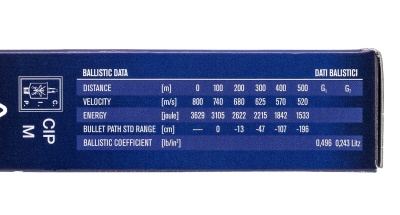 BALLISTIC DATA DATI BALISTICI
DISTANCE [m] 0 100 200 300 400 500 G₁ G₇
VELOCITY [m/s] 800 740 680 625 570 520
ENERGY [joule] 3629 3105 2622 2215 1842 1533
BULLET PATH STD RANGE [cm] ---- 0 -13 -47 -107 -196
BALLISTIC COEFFICIENT [lb/in²] 0,496 0,243 Litz
C. I. P.
CIP
M